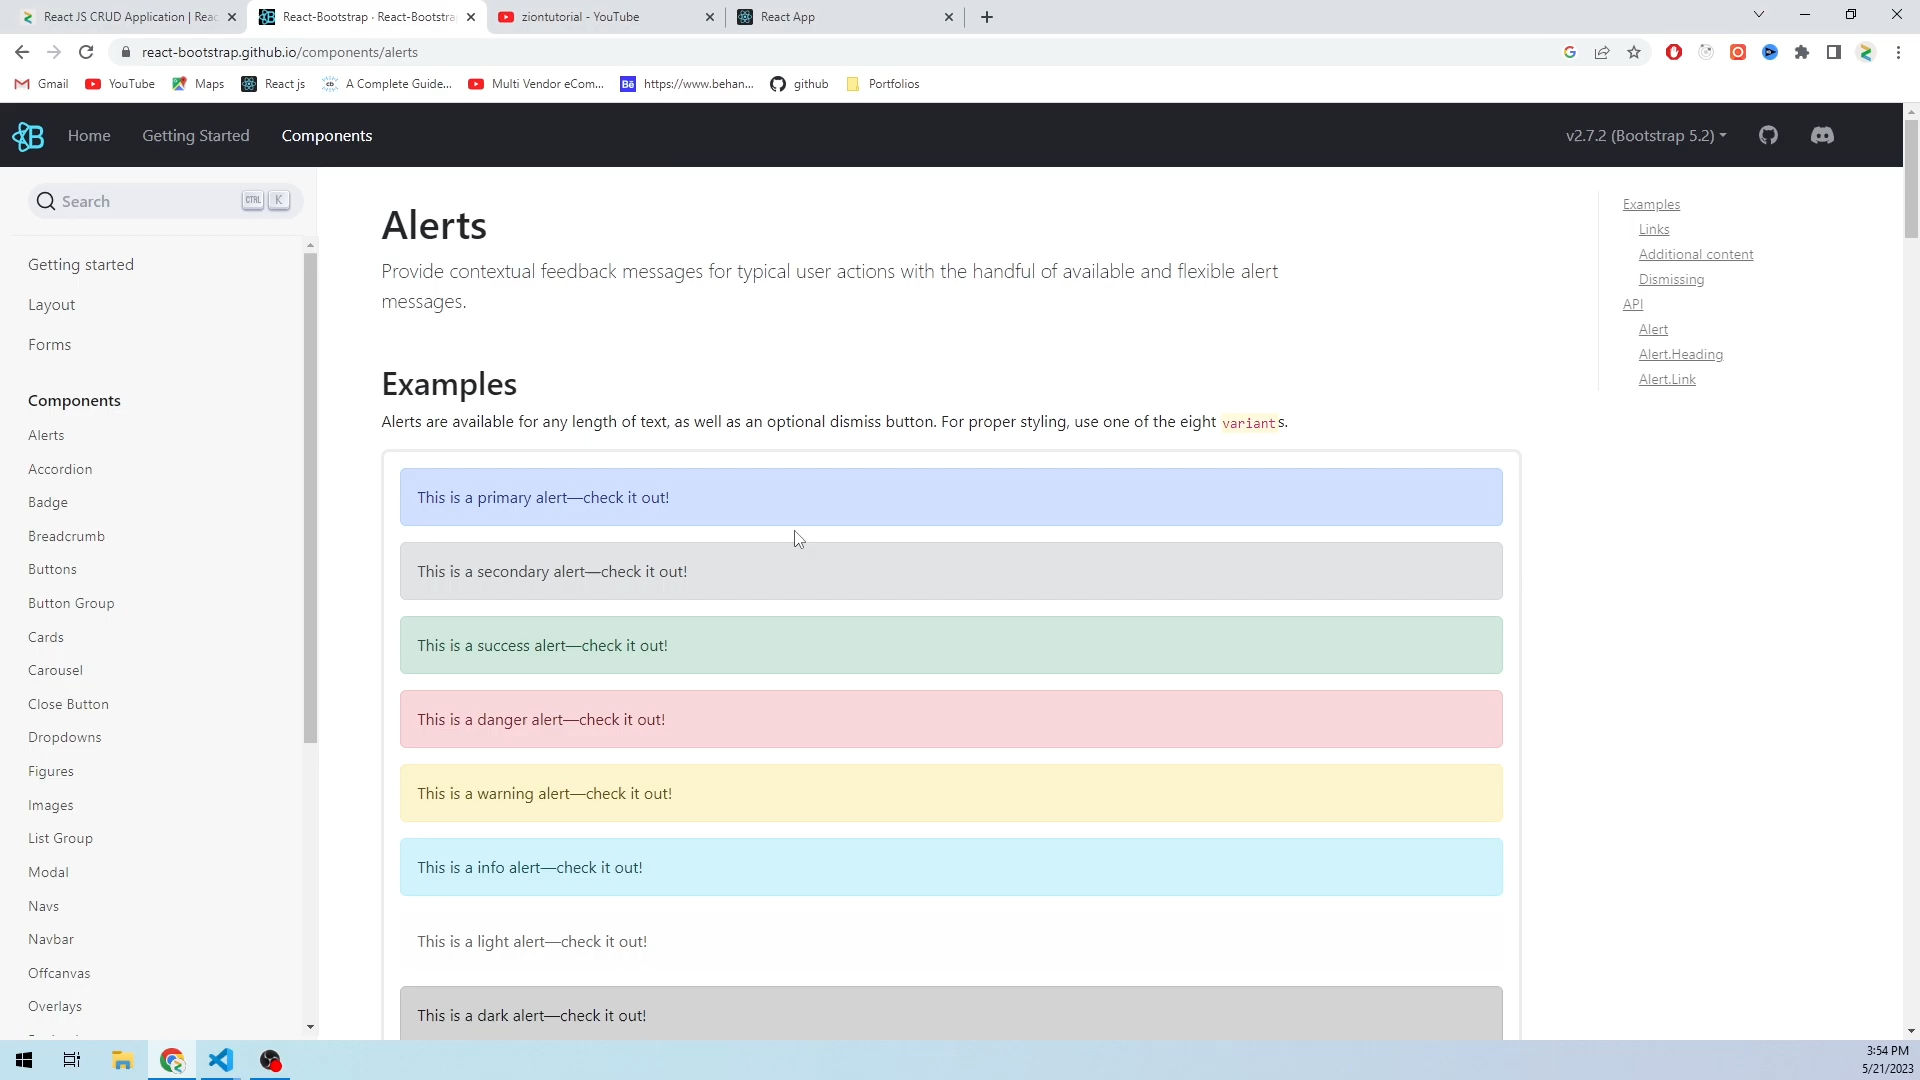 React JS CRUD Application | Reac
React-Bootstrap · React-Bootstra
ziontutorial - YouTube
React App
react-bootstrap.github.io/components/alerts
Gmail
YouTube
Maps
React js
A Complete Guide...
Multi Vendor eCom...
Bē
https://www.behan...
github
Portfolios
Home
Getting Started
Components
v2.7.2 (Bootstrap 5.2)
Search
CTRL K
Getting started
Layout
Forms
Components
Alerts
Accordion
Badge
Breadcrumb
Buttons
Button Group
Cards
Carousel
Close Button
Dropdowns
Figures
Images
List Group
Modal
Navs
Navbar
Offcanvas
Overlays
Alerts
Provide contextual feedback messages for typical user actions with the handful of available and flexible alert
messages.
Examples
Alerts are available for any length of text, as well as an optional dismiss button. For proper styling, use one of the eight variants.
This is a primary alert—check it out!
This is a secondary alert—check it out!
This is a success alert—check it out!
This is a danger alert—check it out!
This is a warning alert—check it out!
This is a info alert—check it out!
This is a light alert—check it out!
This is a dark alert—check it out!
Examples
Links
Additional content
Dismissing
API
Alert
Alert.Heading
Alert.Link
3:54 PM
5/21/2023